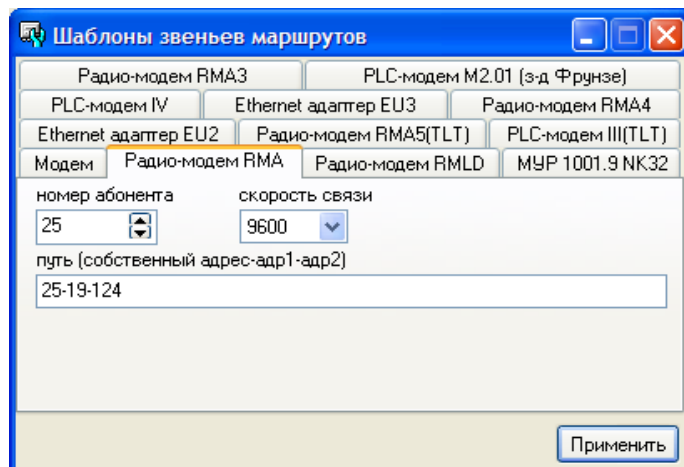 Шаблоны звеньев маршрутов
Радио-модем RMA3 PLC-модем M2.01 (з-д Фрунзе)
PLC-модем IV Ethernet адаптер EU3 Радио-модем RMA4
Ethernet адаптер EU2 Радио-модем RMA5(TLT) PLC-модем III(TLT)
Модем Радио-модем RMA Радио-модем RMLD МУР 1001.9 NK32
номер абонента скорость связи
25 9600
путь (собственный адрес-адр1-адр2)
25-19-124
Применить